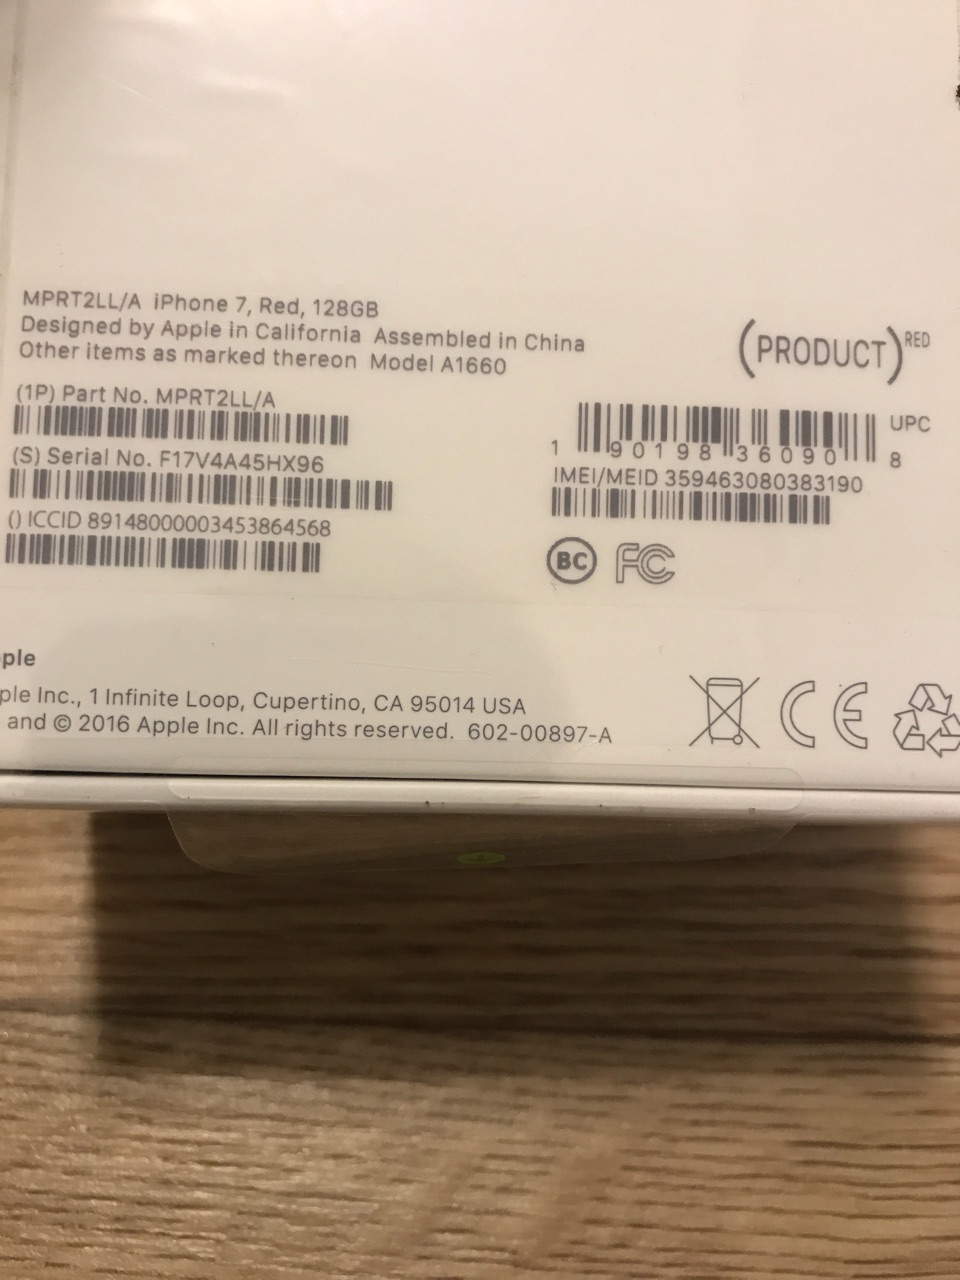 MPRT2LL/A iPhone 7, Red, 128GB
Designed by Apple in California Assembled in China
Other items as marked thereon Model A1660
(PRODUCT)RED
(1P) Part No. MPRT2LL/A
(S) Serial No. F17V4A45HX96
() ICCID 89148000003453864568
UPC
1 90198 36090 8
IMEI/MEID 359463080383190
BC FC
ple
ple Inc., 1 Infinite Loop, Cupertino, CA 95014 USA
and © 2016 Apple Inc. All rights reserved. 602-00897-A
CE